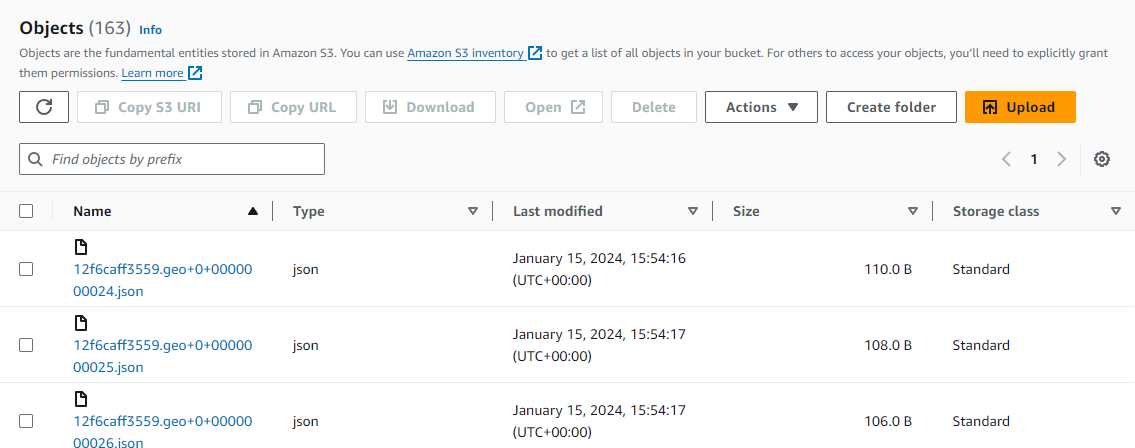 Objects (163) Info
Objects are the fundamental entities stored in Amazon S3. You can use Amazon S3 inventory to get a list of all objects in your bucket. For others to access your objects, you’ll need to explicitly grant
them permissions. Learn more
Copy S3 URI Copy URL Download Open Delete Actions Create folder Upload
Find objects by prefix 1
Name Type Last modified Size Storage class
12f6caff3559.geo+0+00000
00024.json
json
January 15, 2024, 15:54:16
(UTC+00:00)
110.0 B
Standard
12f6caff3559.geo+0+00000
00025.json
json
January 15, 2024, 15:54:17
(UTC+00:00)
108.0 B
Standard
12f6caff3559.geo+0+00000
00026.json
json
January 15, 2024, 15:54:17
(UTC+00:00)
106.0 B
Standard